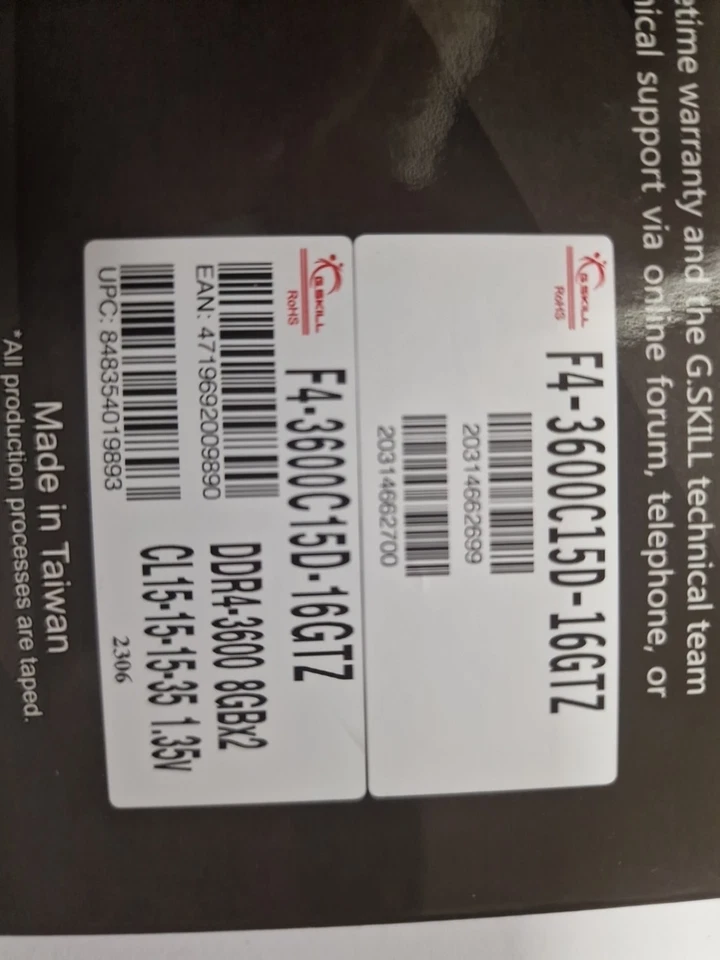 etime warranty and the G.SKILL technical team
nical support via online forum, telephone, or
G.SKILL
RoHS
F4-3600C15D-16GTZ
20314662699
20314662700
G.SKILL
RoHS
F4-3600C15D-16GTZ
EAN: 4719692009890
DDR4-3600 8GBx2
UPC: 848354019893
CL15-15-15-35 1.35V
2306
Made in Taiwan
*All production processes are taped.